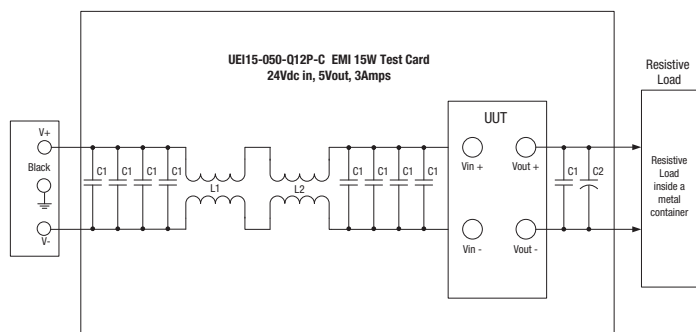 UEI15-050-Q12P-C EMI 15W Test Card
24Vdc in, 5Vout, 3Amps
Resistive
Load
UUT
V+
Black
V-
C1
C1
C1
C1
L1
L2
C1
C1
C1
C1
Vin +
Vout +
Vin -
Vout -
C1
C2
Resistive
Load
inside a
metal
container